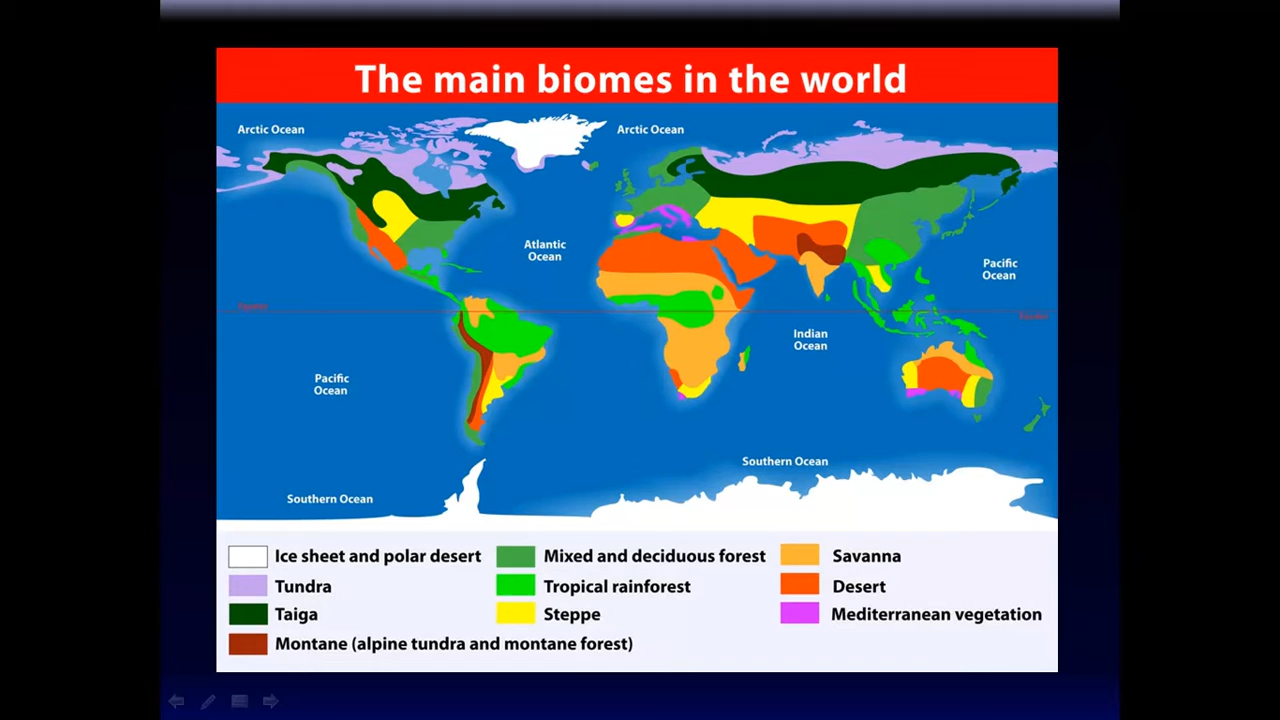 The main biomes in the world
Arctic Ocean
Arctic Ocean
Atlantic
Ocean
Pacific
Ocean
Equator
Indian
Ocean
Pacific
Ocean
Southern Ocean
Southern Ocean
Ice sheet and polar desert
Mixed and deciduous forest
Savanna
Tundra
Tropical rainforest
Desert
Taiga
Steppe
Mediterranean vegetation
Montane (alpine tundra and montane forest)